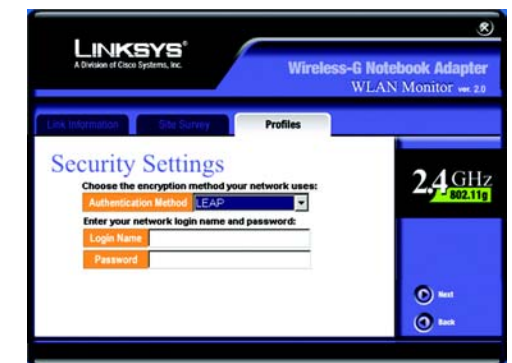 LINKSYS®
A Division of Cisco Systems, Inc.
Wireless-G Notebook Adapter
WLAN Monitor ver. 2.0
Link Information
Site Survey
Profiles
Security Settings
Choose the encryption method your network uses:
Authentication Method LEAP
Enter your network login name and password:
Login Name
Password
2.4 GHz
802.11g
Next
Back